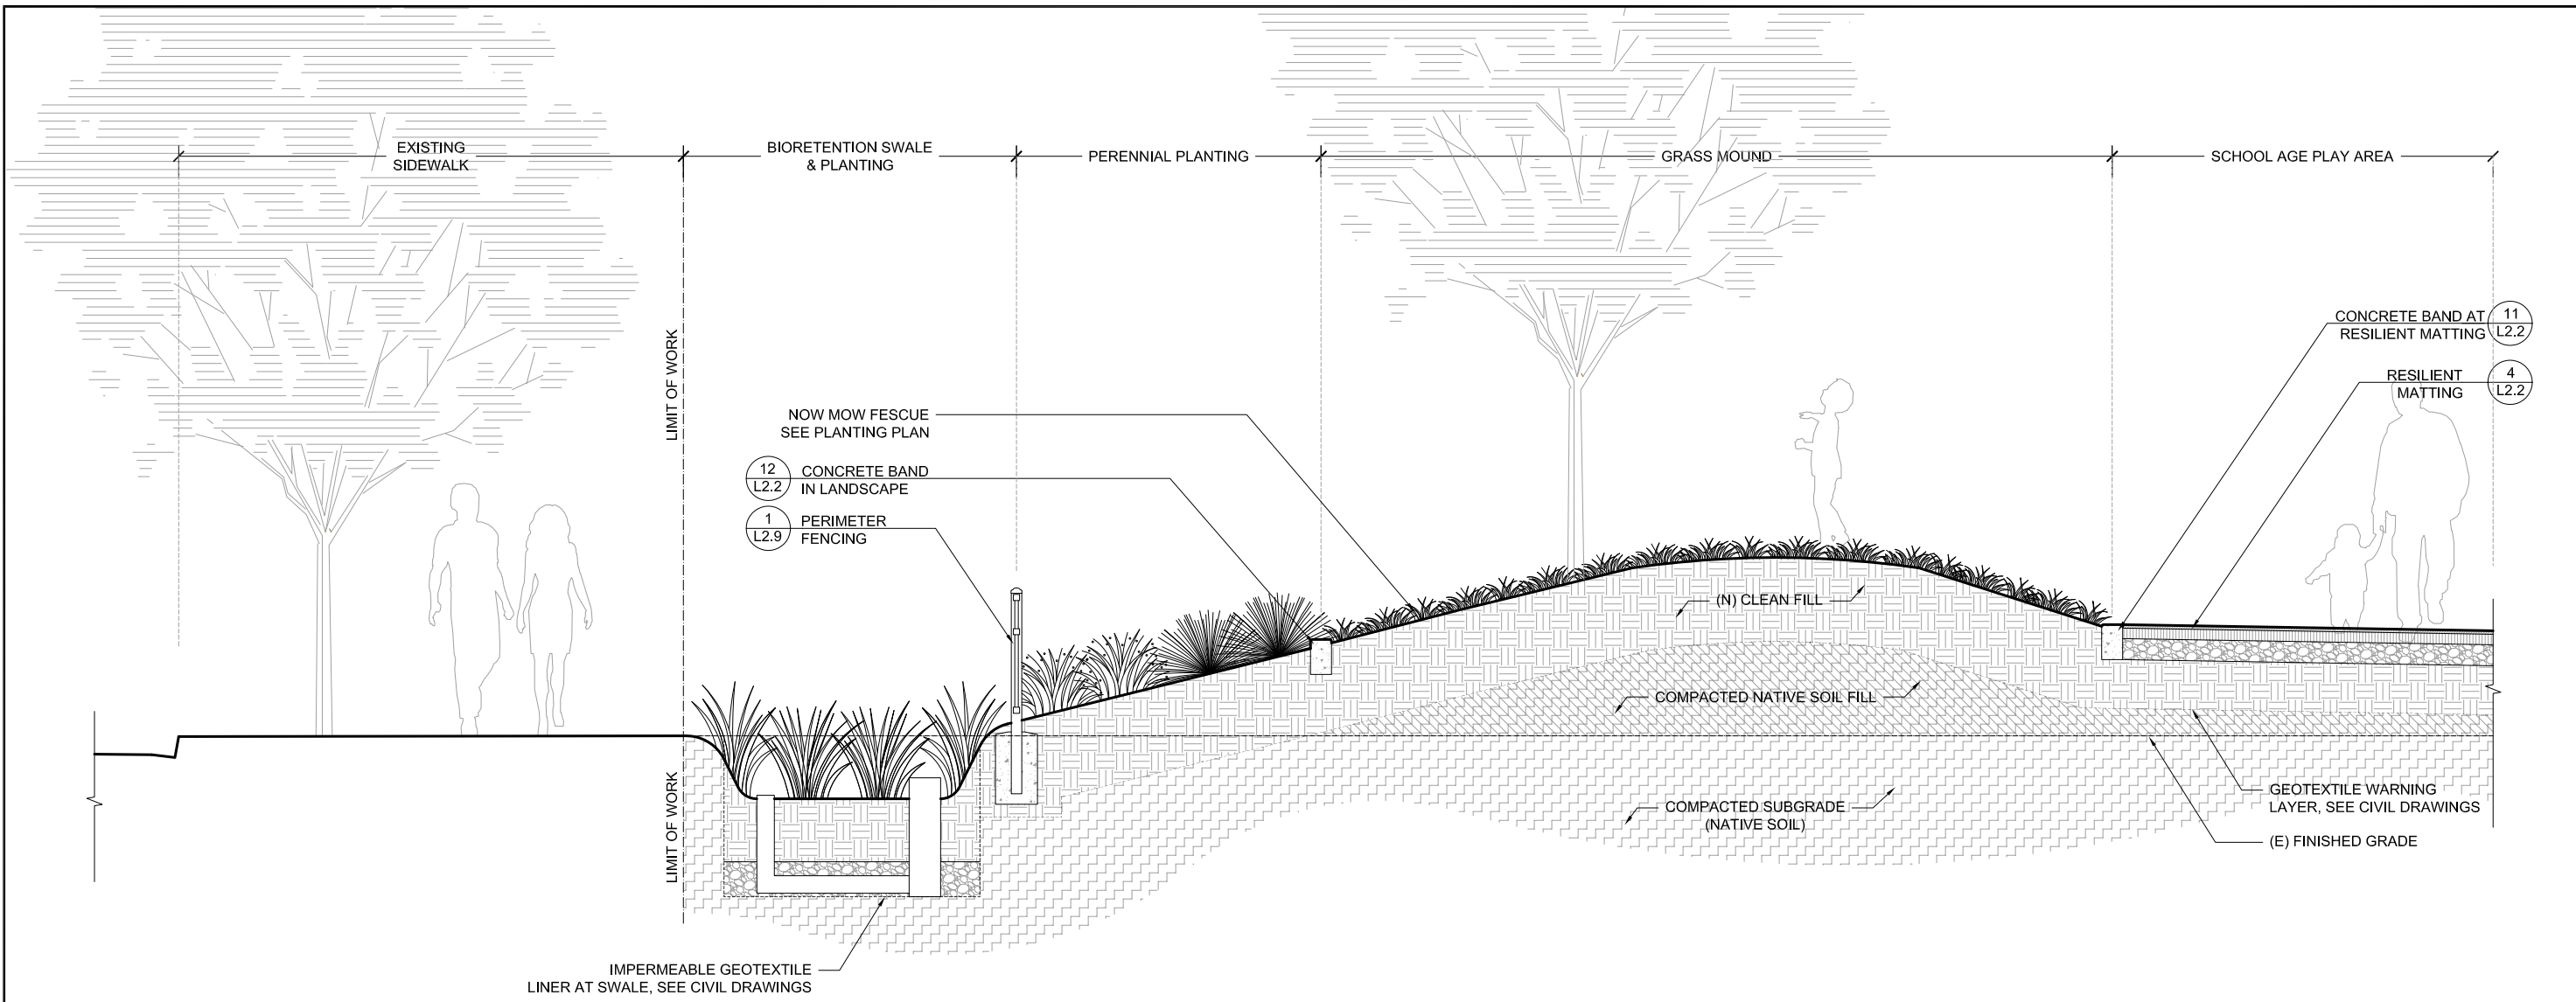 EXISTING
SIDEWALK
BIORETENTION SWALE
& PLANTING
PERENNIAL PLANTING
GRASS MOUND
SCHOOL AGE PLAY AREA
LIMIT OF WORK
CONCRETE BAND AT
RESILIENT MATTING
11
L2.2
RESILIENT
MATTING
4
L2.2
NOW MOW FESCUE
SEE PLANTING PLAN
12
L2.2
CONCRETE BAND
IN LANDSCAPE
1
L2.9
PERIMETER
FENCING
(N) CLEAN FILL
COMPACTED NATIVE SOIL FILL
COMPACTED SUBGRADE
(NATIVE SOIL)
LIMIT OF WORK
GEOTEXTILE WARNING
LAYER, SEE CIVIL DRAWINGS
(E) FINISHED GRADE
IMPERMEABLE GEOTEXTILE
LINER AT SWALE, SEE CIVIL DRAWINGS